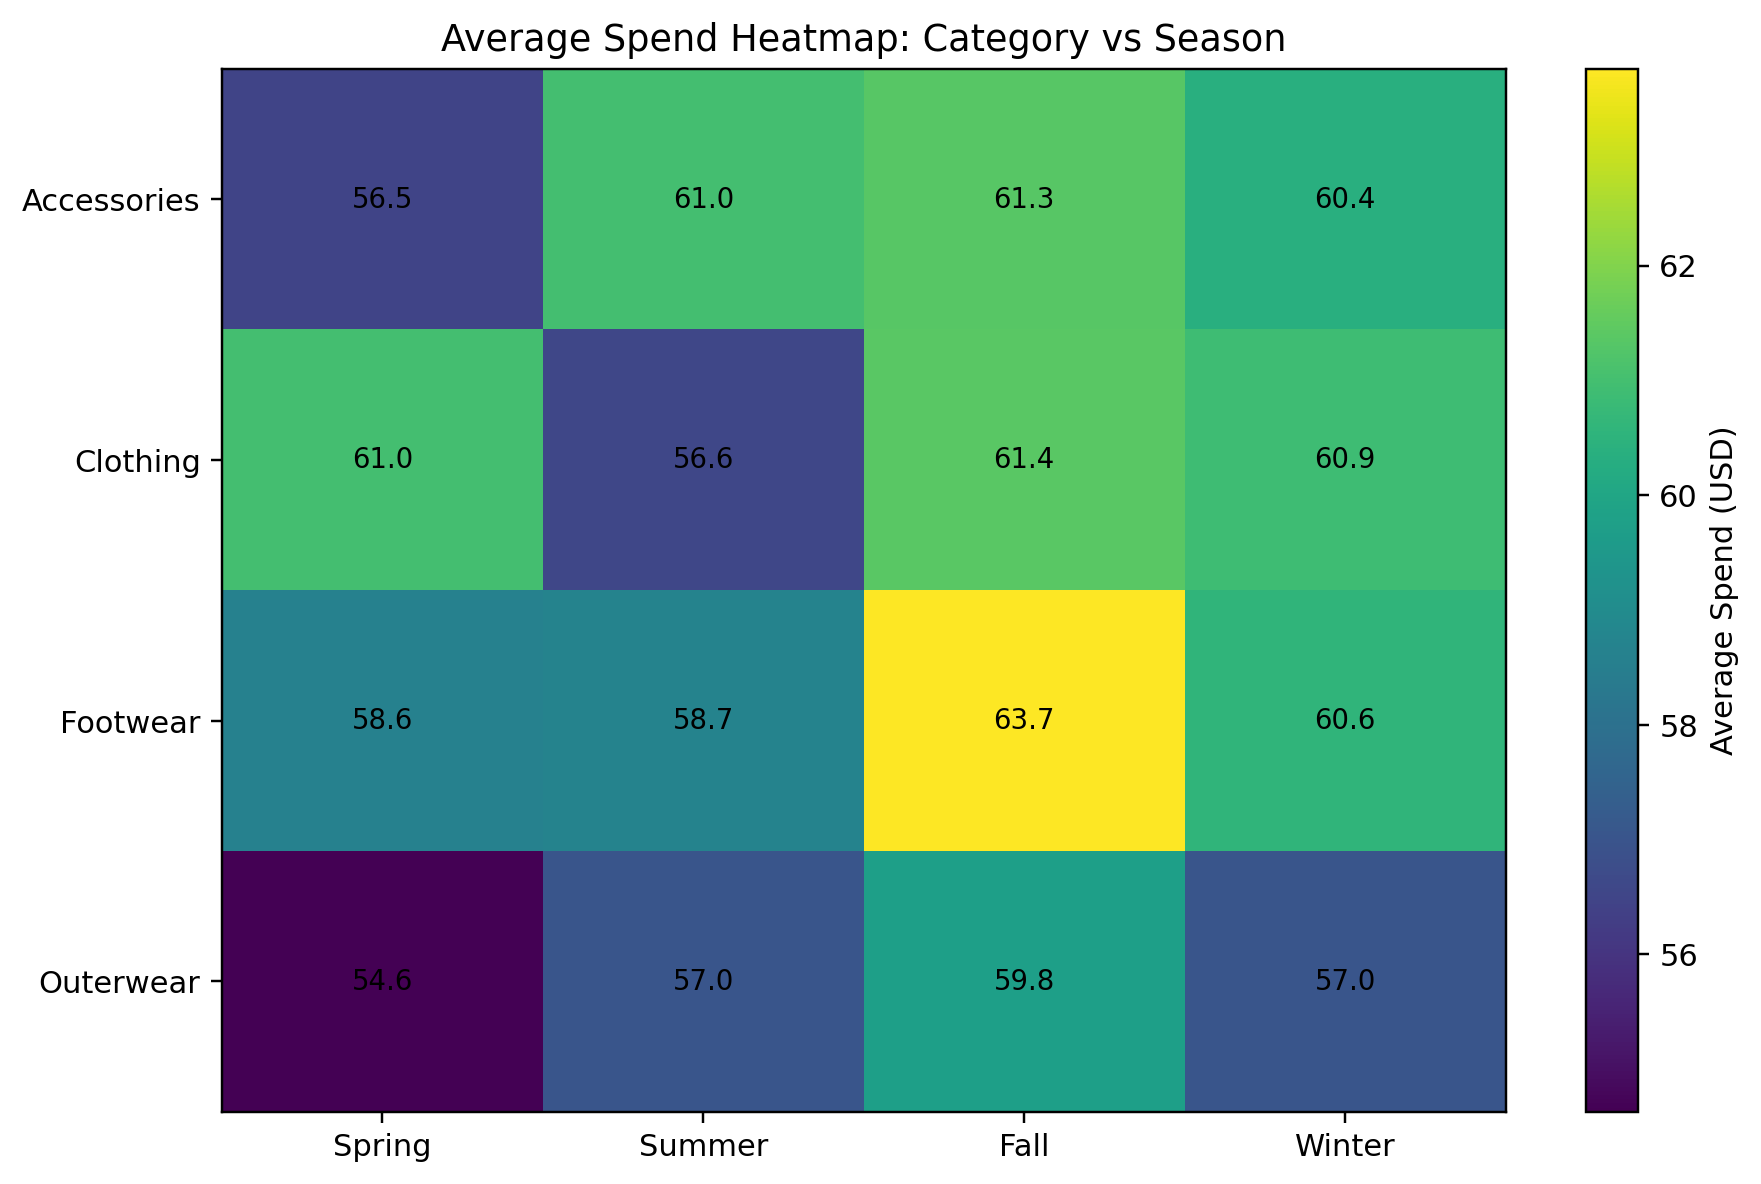 Average Spend Heatmap: Category vs Season
Accessories 56.5 61.0 61.3 60.4
62
Clothing 61.0 56.6 61.4 60.9
60
Average Spend (USD)
Footwear 58.6 58.7 63.7 60.6
58
56
Outerwear 54.6 57.0 59.8 57.0
Spring Summer Fall Winter